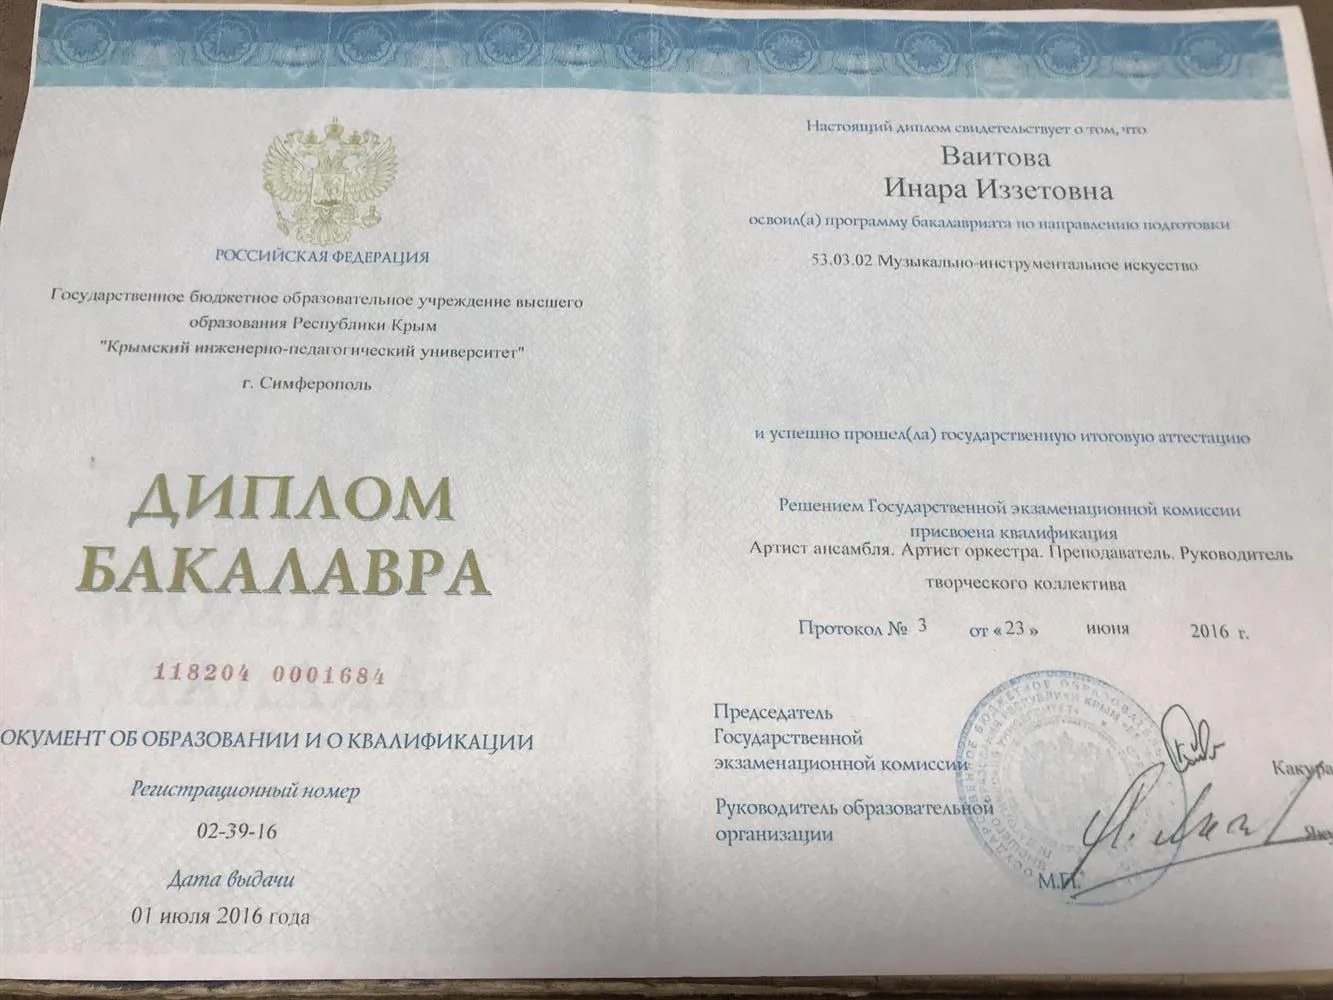 РОССИЙСКАЯ ФЕДЕРАЦИЯ
Государственное бюджетное образовательное учреждение высшего
образования Республики Крым
"Крымский инженерно-педагогический университет"
г. Симферополь
ДИПЛОМ
БАКАЛАВРА
118204 0001684
ОКУМЕНТ ОБ ОБРАЗОВАНИИ И О КВАЛИФИКАЦИИ
Регистрационный номер
02-39-16
Дата выдачи
01 июля 2016 года
Настоящий диплом свидетельствует о том, что
Ваитова
Инара Иззетовна
освоил(а) программу бакалавриата по направлению подготовки
53.03.02 Музыкально-инструментальное искусство
и успешно прошел(ла) государственную итоговую аттестацию
Решением Государственной экзаменационной комиссии
присвоена квалификация
Артист ансамбля. Артист оркестра. Преподаватель. Руководитель
творческого коллектива
Протокол № 3 от «23» июня 2016 г.
Председатель
Государственной
экзаменационной комиссии
Какура
Руководитель образовательной
организации
М.П.